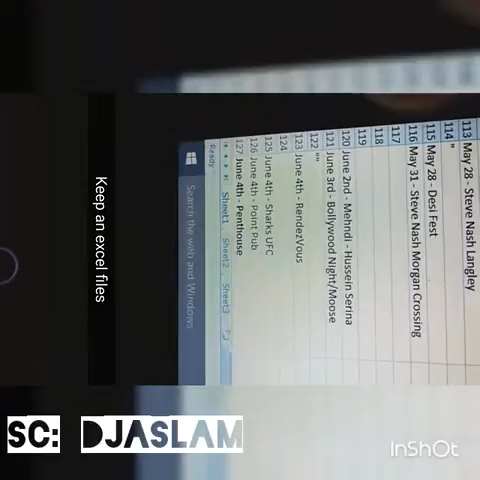 113 May 28 - Steve Nash Langley
114 "
115 May 28 - Desi Fest
116 May 31 - Steve Nash Morgan Crossing
117
118
119
120 June 2nd - Mehndi - Hussein Serina
121 June 3rd - Bollywood Night/Moose
122 ""
123 June 4th - RendezVous
124
125 June 4th - Sharks UFC
126 June 4th - Point Pub
127 June 4th - Penthouse
Sheet1 Sheet2 Sheet3
Ready
Search the web and Windows
Keep an excel files
SC: DJASLAM
InShOt